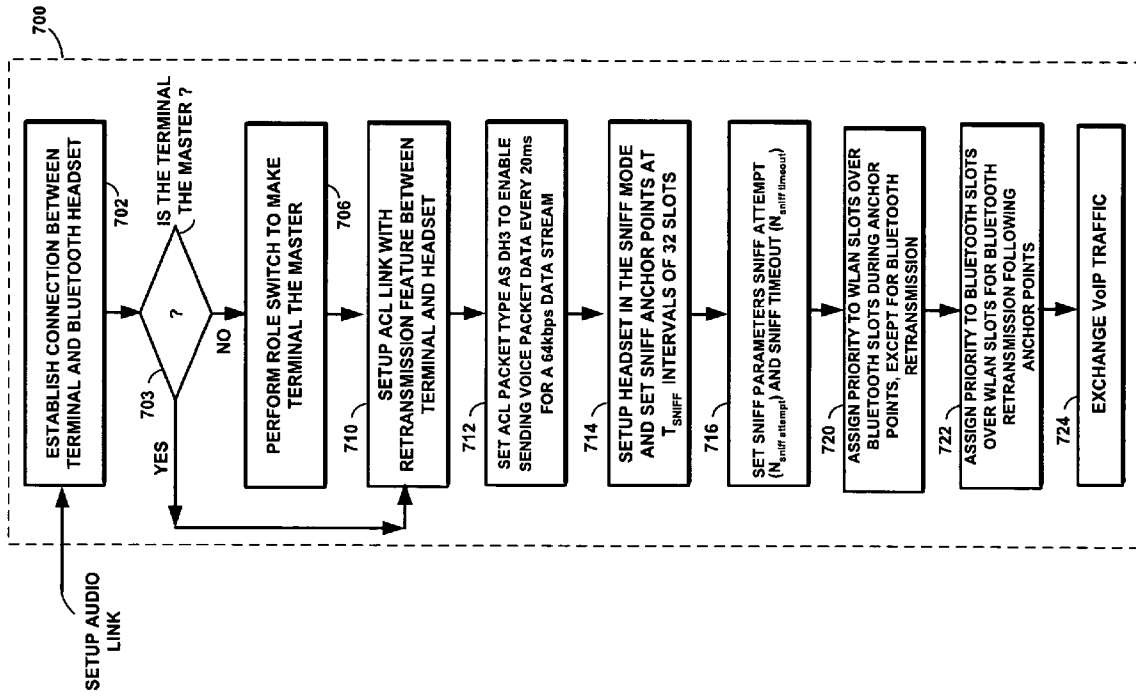 700
SETUP AUDIO
LINK
ESTABLISH CONNECTION BETWEEN
TERMINAL AND BLUETOOTH HEADSET
702
IS THE TERMINAL
THE MASTER ?
?
703
YES
NO
PERFORM ROLE SWITCH TO MAKE
TERMINAL THE MASTER
706
710
SETUP ACL LINK WITH
RETRANSMISSION FEATURE BETWEEN
TERMINAL AND HEADSET
712
SET ACL PACKET TYPE AS DH3 TO ENABLE
SENDING VOICE PACKET DATA EVERY 20ms
FOR A 64kbps DATA STREAM
714
SETUP HEADSET IN THE SNIFF MODE
AND SET SNIFF ANCHOR POINTS AT
INTERVALS OF 32 SLOTS
TSNIFF
716
SET SNIFF PARAMETERS SNIFF ATTEMPT
(Nsniff attempt) AND SNIFF TIMEOUT (Nsniff timeout)
720
ASSIGN PRIORITY TO WLAN SLOTS OVER
BLUETOOTH SLOTS DURING ANCHOR
POINTS, EXCEPT FOR BLUETOOTH
RETRANSMISSION
722
ASSIGN PRIORITY TO BLUETOOTH SLOTS
OVER WLAN SLOTS FOR BLUETOOTH
RETRANSMISSION FOLLOWING
ANCHOR POINTS
724
EXCHANGE VoIP TRAFFIC